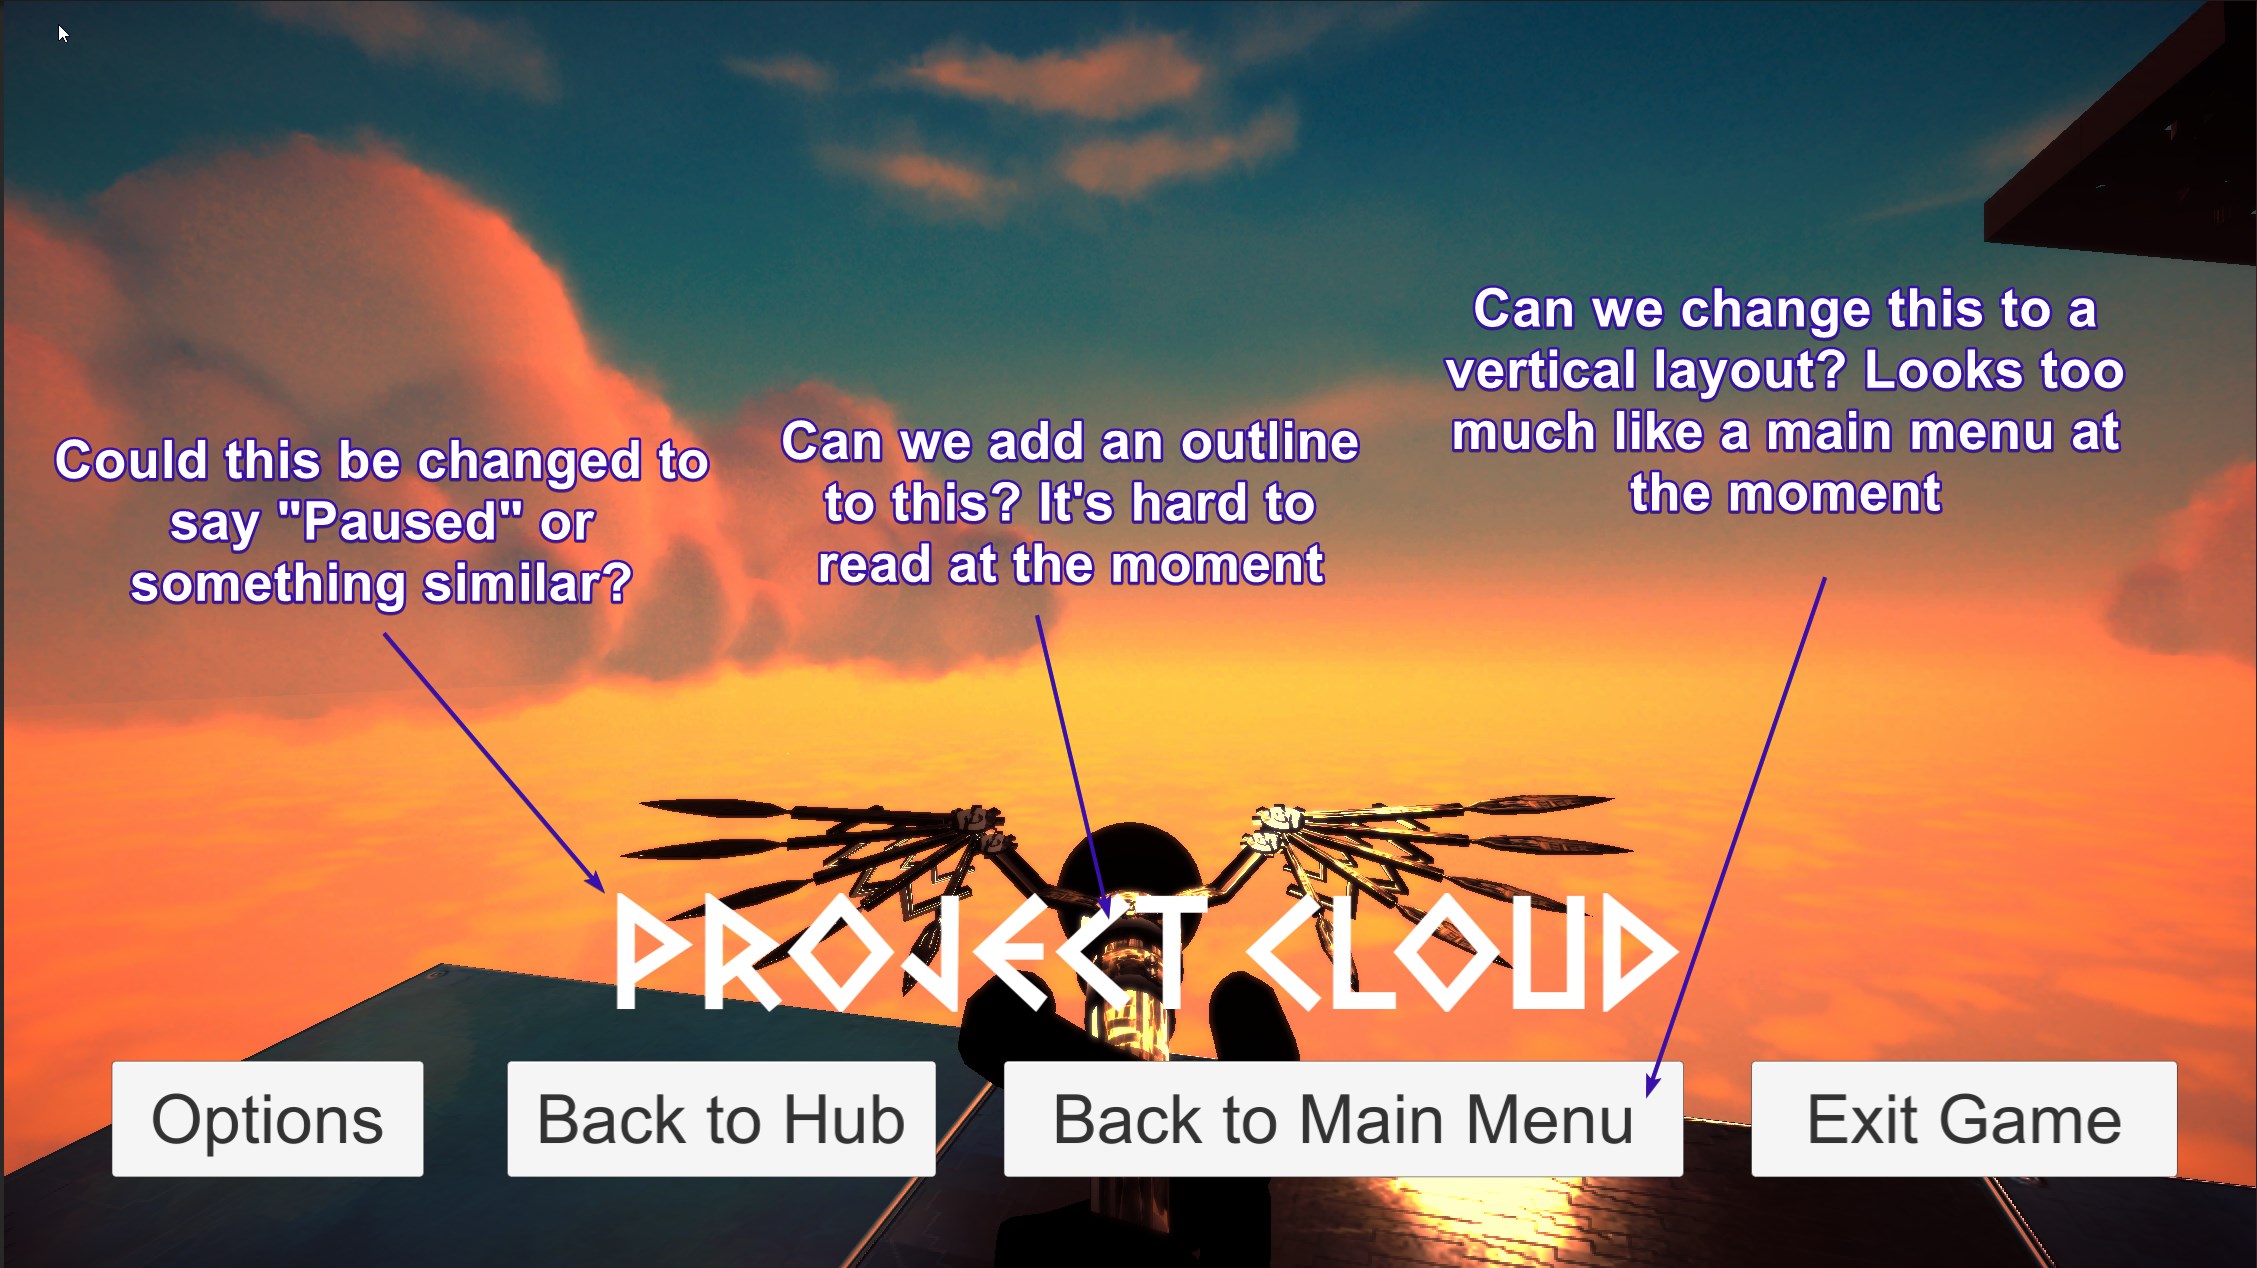 Could this be changed to
say "Paused" or
something similar?
Can we add an outline
to this? It's hard to
read at the moment
Can we change this to a
vertical layout? Looks too
much like a main menu at
the moment
PROJECT CLOUD
Options
Back to Hub
Back to Main Menu
Exit Game